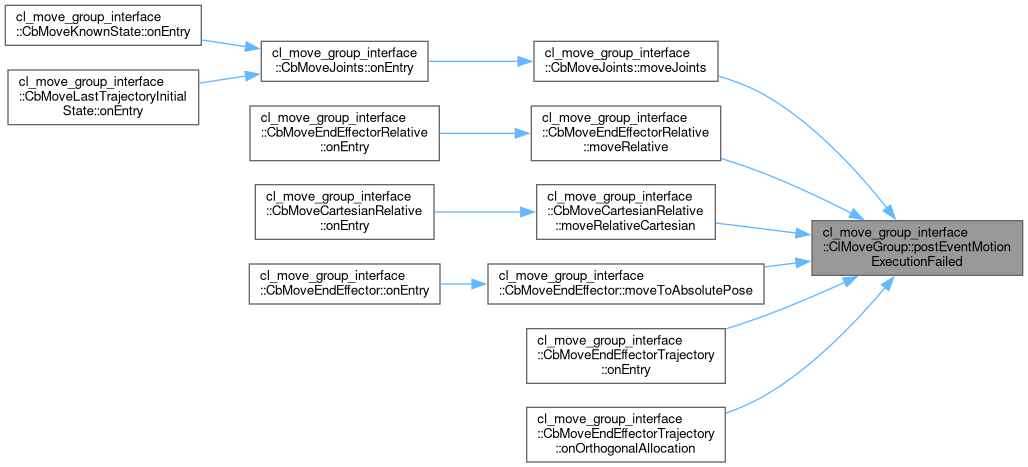 cl_move_group_interface
::CbMoveKnownState::onEntry
cl_move_group_interface
::CbMoveLastTrajectoryInitial
State::onEntry
cl_move_group_interface
::CbMoveJoints::onEntry
cl_move_group_interface
::CbMoveJoints::moveJoints
cl_move_group_interface
::CbMoveEndEffectorRelative
::onEntry
cl_move_group_interface
::CbMoveEndEffectorRelative
::moveRelative
cl_move_group_interface
::CbMoveCartesianRelative
::onEntry
cl_move_group_interface
::CbMoveCartesianRelative
::moveRelativeCartesian
cl_move_group_interface
::CbMoveEndEffector::onEntry
cl_move_group_interface
::CbMoveEndEffector::moveToAbsolutePose
cl_move_group_interface
::CbMoveEndEffectorTrajectory
::onEntry
cl_move_group_interface
::CbMoveEndEffectorTrajectory
::onOrthogonalAllocation
cl_move_group_interface
::ClMoveGroup::postEventMotion
ExecutionFailed